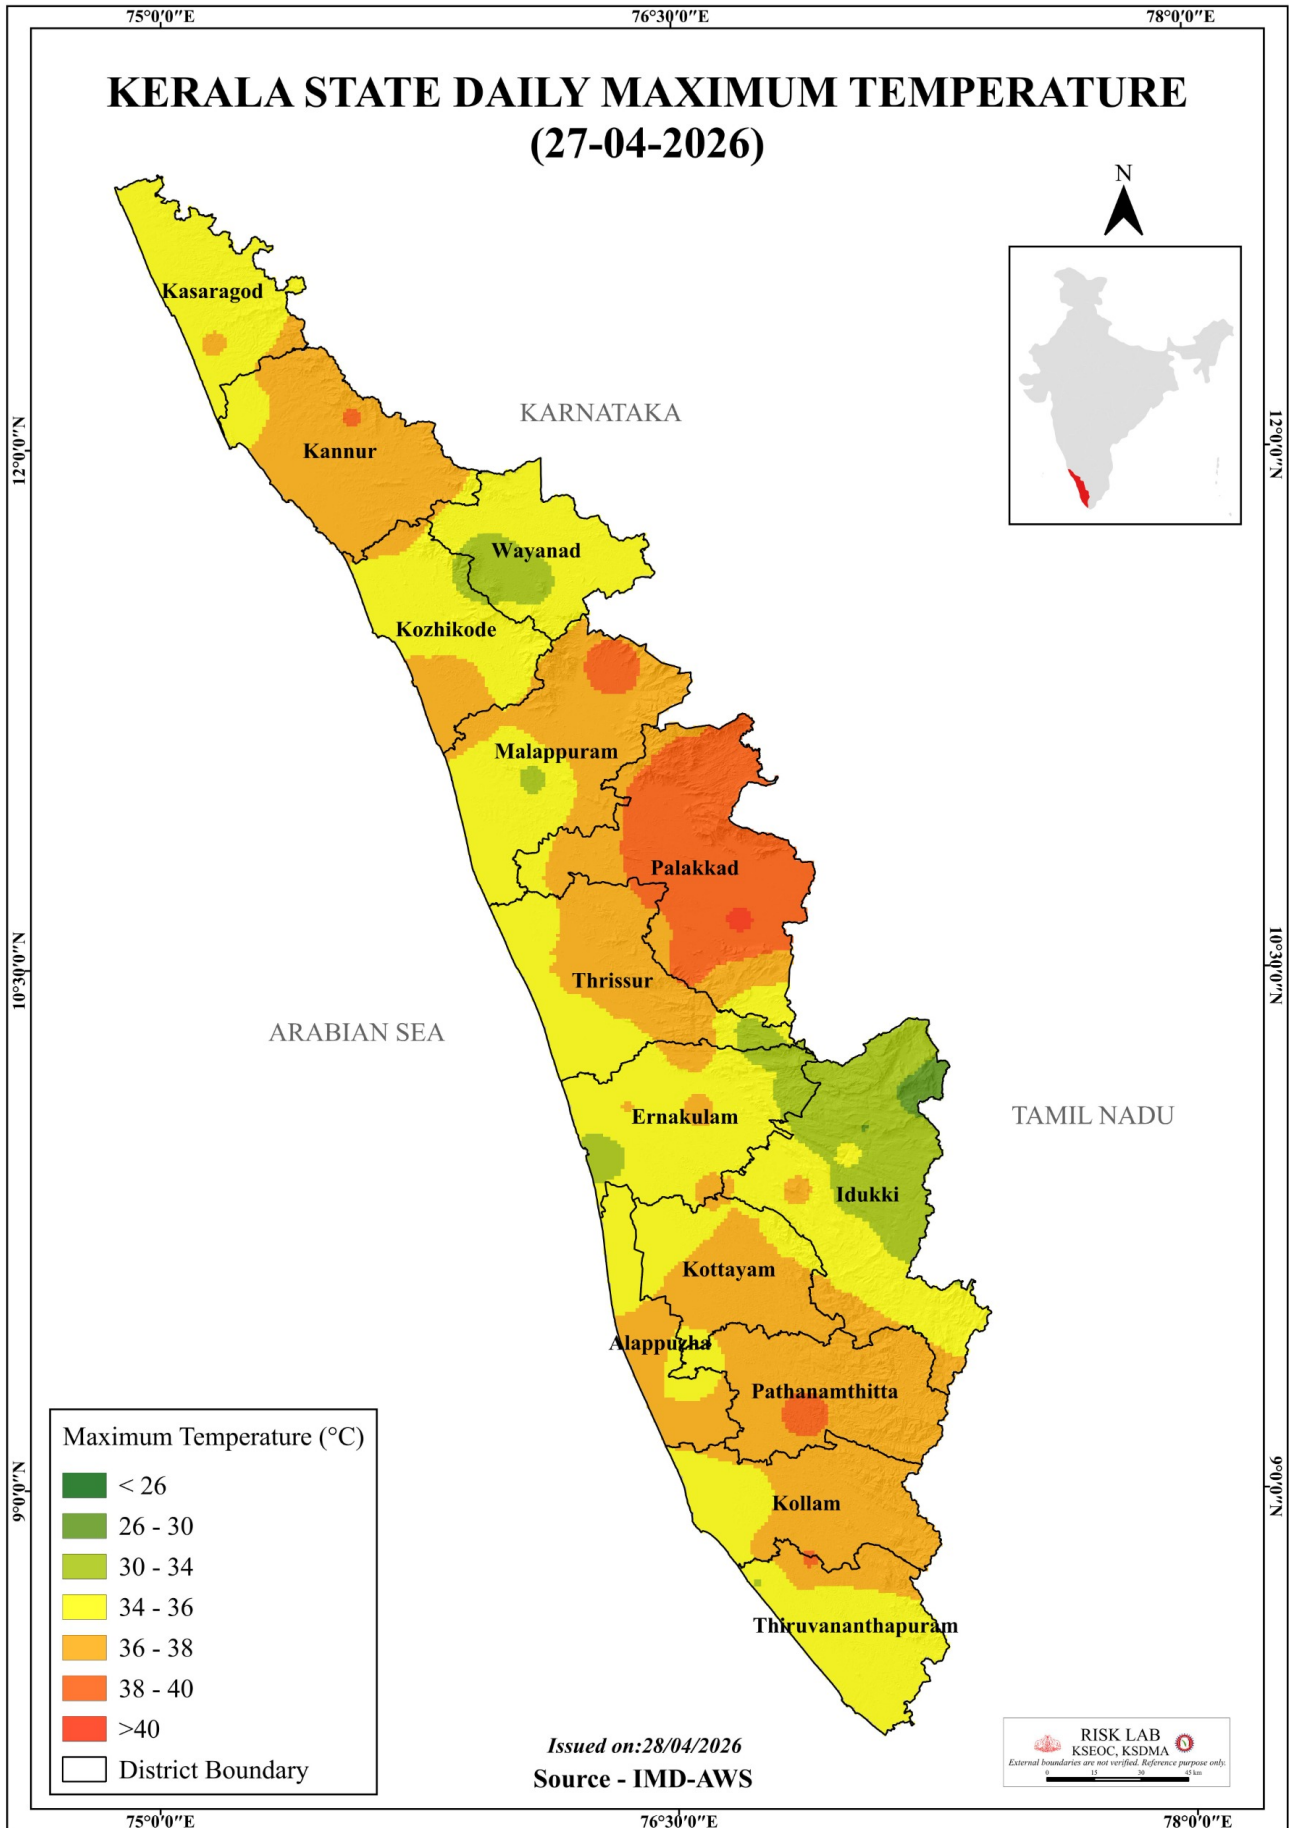 75°0'0"E 76°30'0"E 78°0'0"E
KERALA STATE DAILY MAXIMUM TEMPERATURE
(27-04-2026)
N
Kasaragod
KARNATAKA
12°0'0"N 12°0'0"N
Kannur
Wayanad
Kozhikode
Malappuram
Palakkad
10°30'0"N 10°30'0"N
Thrissur
ARABIAN SEA
Ernakulam
TAMIL NADU
Idukki
Kottayam
Alappuzha
Pathanamthitta
Kollam
9°0'0"N 9°0'0"N
Thiruvananthapuram
Maximum Temperature (°C)
< 26
26 - 30
30 - 34
34 - 36
36 - 38
38 - 40
>40
District Boundary
Issued on:28/04/2026
Source - IMD-AWS
RISK LAB
KSEOC, KSDMA
External boundaries are not verified. Reference purpose only.
0 15 30 45 km
75°0'0"E 76°30'0"E 78°0'0"E